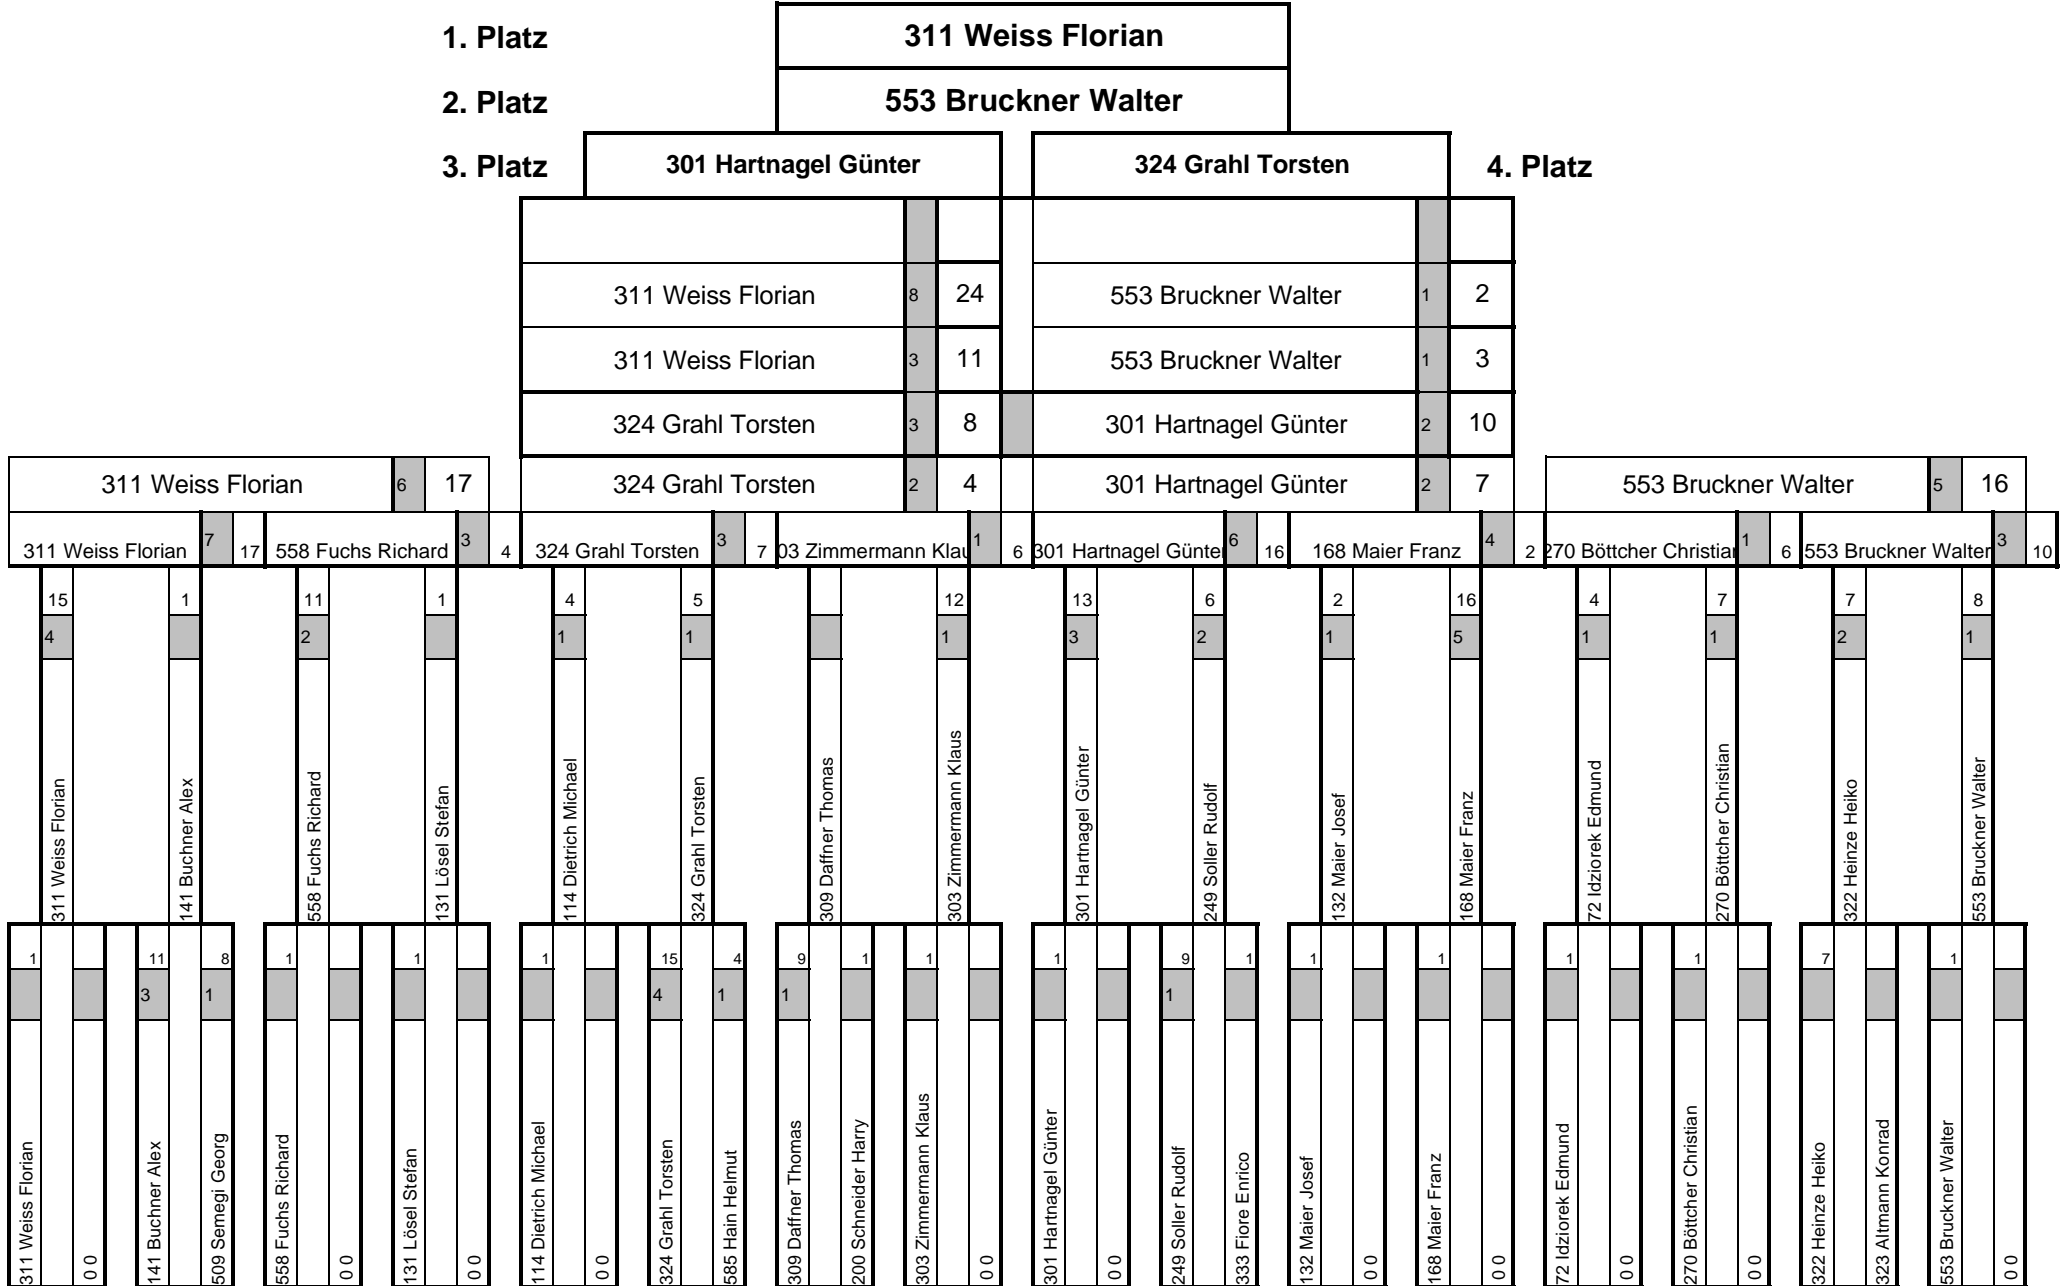 1. Platz 311 Weiss Florian
2. Platz 553 Bruckner Walter
3. Platz 301 Hartnagel Günter 324 Grahl Torsten 4. Platz
311 Weiss Florian 8 24 553 Bruckner Walter 1 2
311 Weiss Florian 3 11 553 Bruckner Walter 1 3
324 Grahl Torsten 3 8 301 Hartnagel Günter 2 10
311 Weiss Florian 6 17 324 Grahl Torsten 2 4 301 Hartnagel Günter 2 7 553 Bruckner Walter 5 16
311 Weiss Florian 7 17 558 Fuchs Richard 3 4 324 Grahl Torsten 3 7 03 Zimmermann Klau 1 6 301 Hartnagel Günter 6 16 168 Maier Franz 4 2 270 Böttcher Christian 1 6 553 Bruckner Walter 3 10
15 1 11 1 4 5 12 13 6 2 16 4 7 7 8
4 2 1 1 1 3 2 1 5 1 1 2 1
311 Weiss Florian
141 Buchner Alex
558 Fuchs Richard
131 Lösel Stefan
114 Dietrich Michael
324 Grahl Torsten
309 Daffner Thomas
303 Zimmermann Klaus
301 Hartnagel Günter
249 Soller Rudolf
132 Maier Josef
168 Maier Franz
72 Idziorek Edmund
270 Böttcher Christian
322 Heinze Heiko
553 Bruckner Walter
1 11 8 1 1 1 15 4 9 1 1 1 9 1 1 1 1 1 7 1
3 1 4 1 1 1
311 Weiss Florian
0 0
141 Buchner Alex
509 Semegi Georg
558 Fuchs Richard
0 0
131 Lösel Stefan
0 0
114 Dietrich Michael
0 0
324 Grahl Torsten
585 Hain Helmut
309 Daffner Thomas
200 Schneider Harry
303 Zimmermann Klaus
0 0
301 Hartnagel Günter
0 0
249 Soller Rudolf
333 Fiore Enrico
132 Maier Josef
0 0
168 Maier Franz
0 0
72 Idziorek Edmund
0 0
270 Böttcher Christian
0 0
322 Heinze Heiko
323 Altmann Konrad
553 Bruckner Walter
0 0